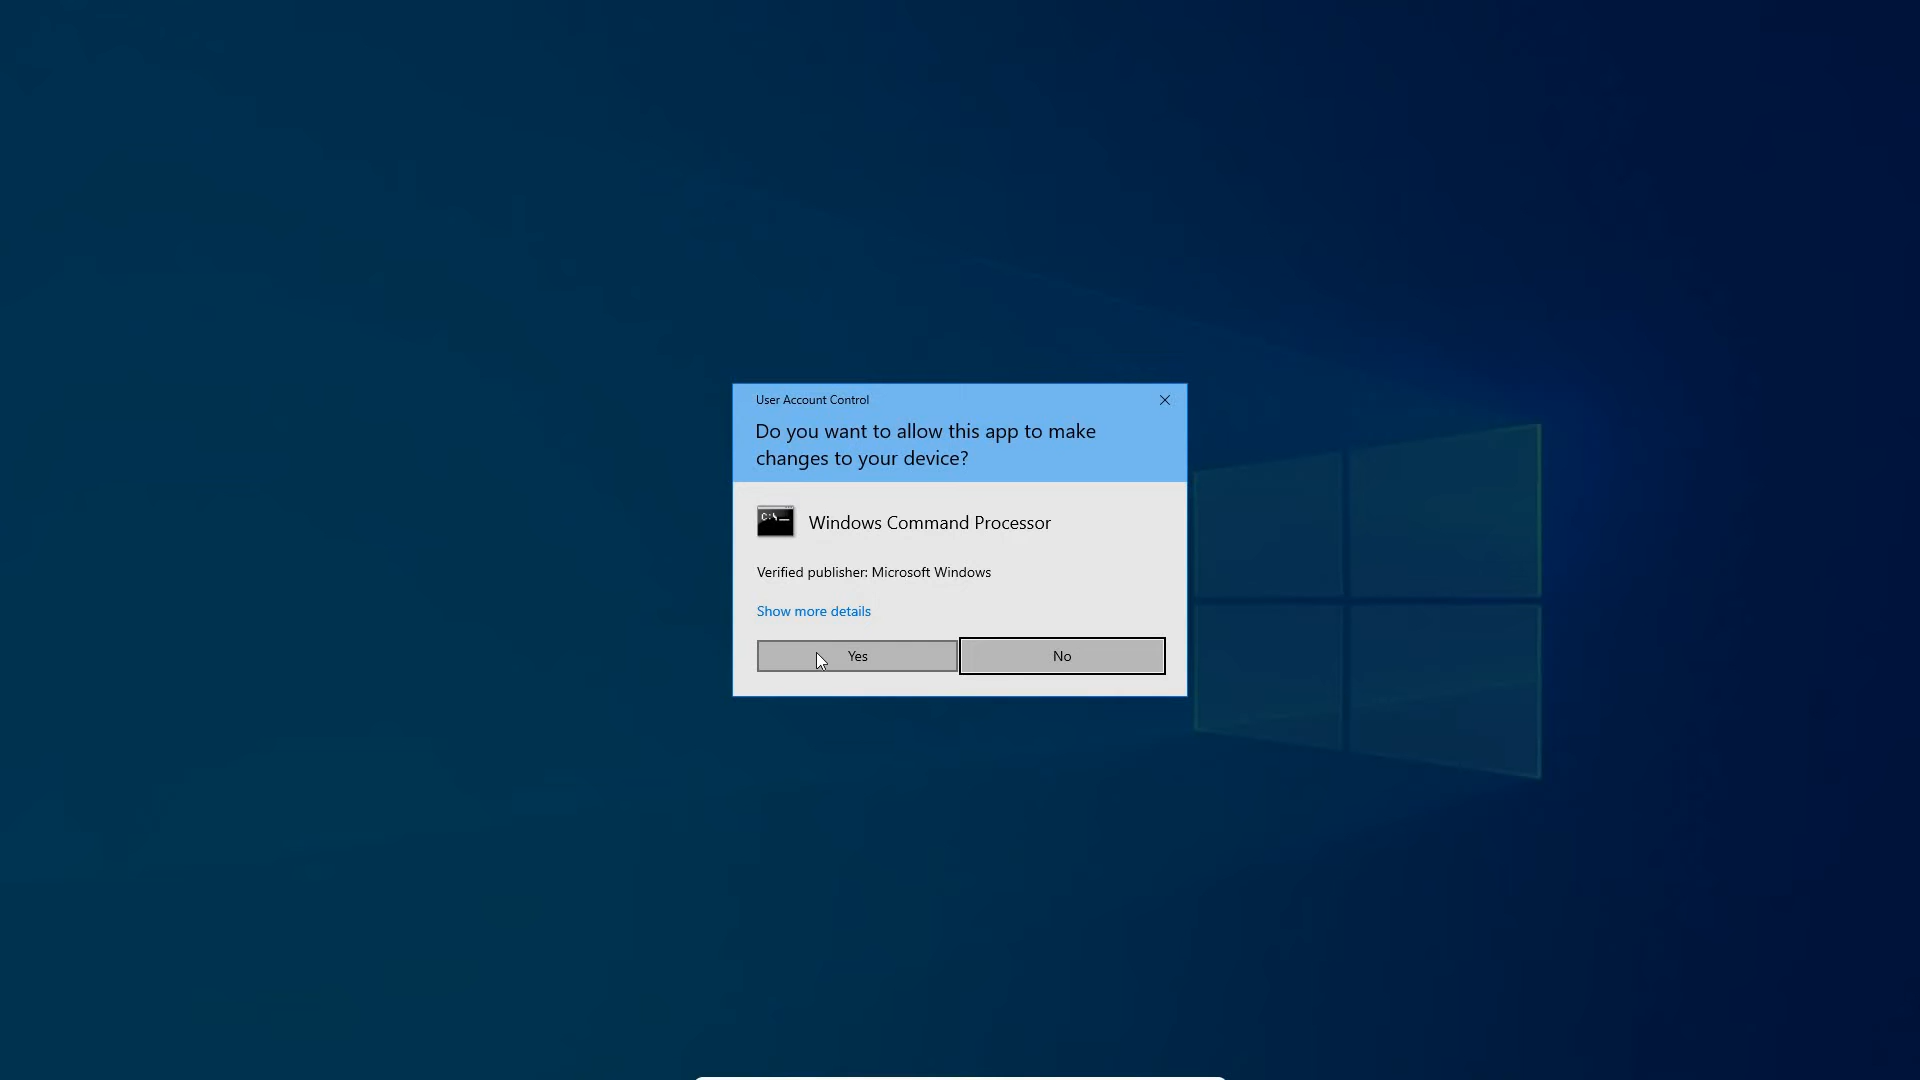 User Account Control
Do you want to allow this app to make
changes to your device?
C:\_
Windows Command Processor
Verified publisher: Microsoft Windows
Show more details
Yes
No